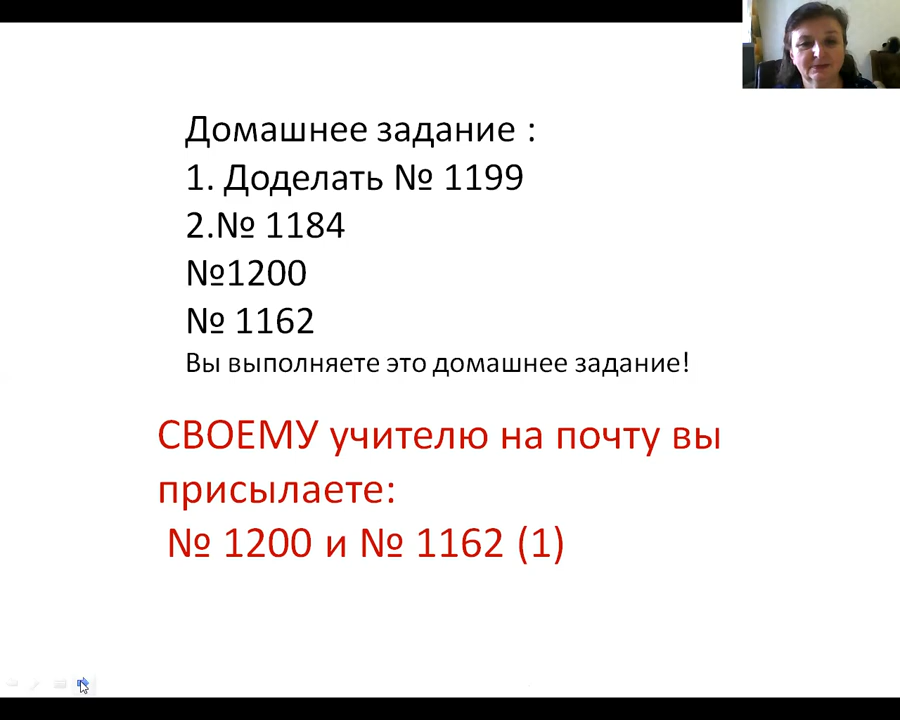 Домашнее задание :
1. Доделать № 1199
2.№ 1184
№1200
№ 1162
Вы выполняете это домашнее задание!
СВОЕМУ учителю на почту вы
присылаете:
№ 1200 и № 1162 (1)